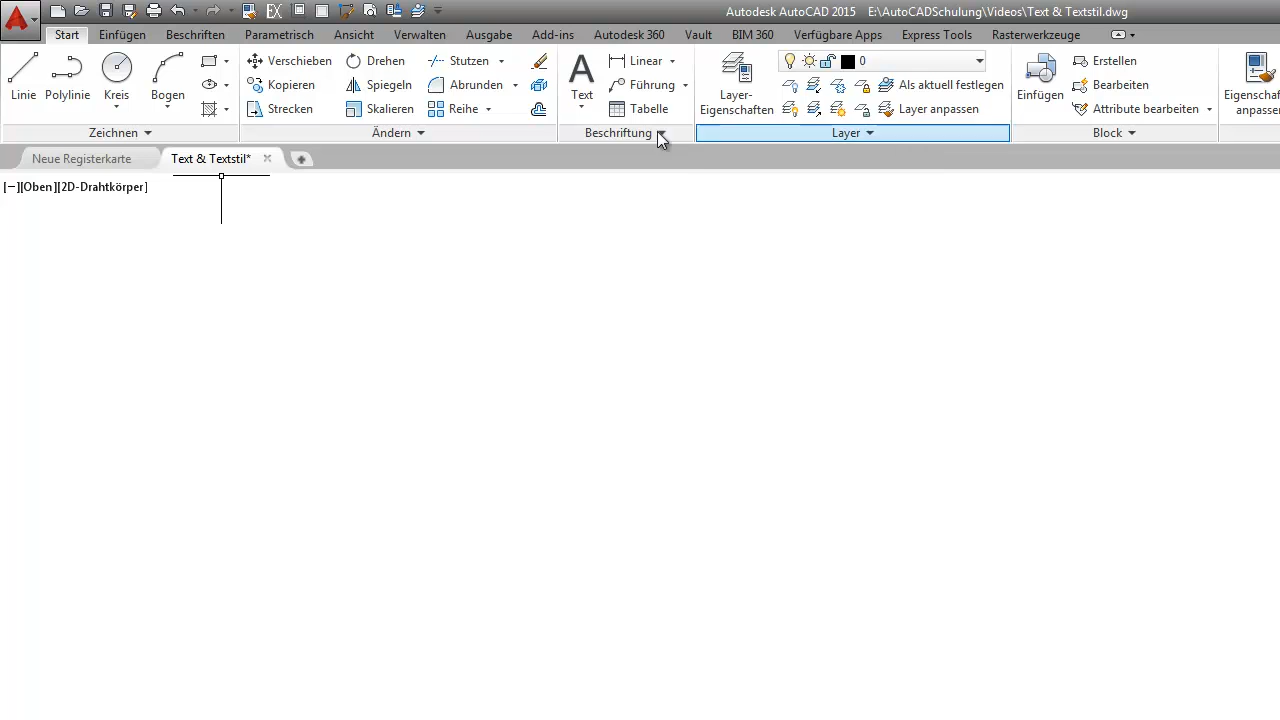 Autodesk AutoCAD 2015 E:\AutoCADSchulung\Videos\Text & Textstil.dwg
Start Einfügen Beschriften Parametrisch Ansicht Verwalten Ausgabe Add-ins Autodesk 360 Vault BIM 360 Verfügbare Apps Express Tools Rasterwerkzeuge
Linie Polylinie Kreis Bogen
Verschieben Drehen Stutzen
Kopieren Spiegeln Abrunden
Strecken Skalieren Reihe
Text
Linear
Führung
Tabelle
Layer-
Eigenschaften
0
Als aktuell festlegen
Layer anpassen
Einfügen
Erstellen
Bearbeiten
Attribute bearbeiten
anpassen
Zeichnen Ändern Beschriftung Layer Block
Neue Registerkarte Text & Textstil*
[−][Oben][2D-Drahtkörper]